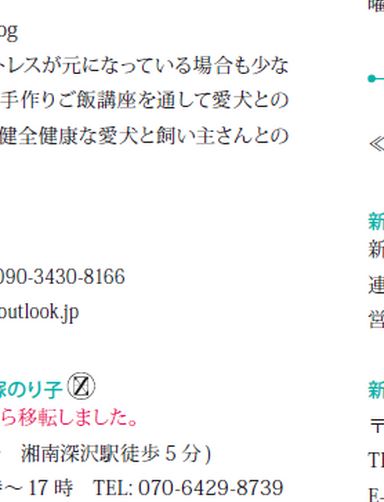 og
トレスが元になっている場合も少な
手作りご飯講座を通して愛犬との
健全健康な愛犬と飼い主さんとの
090-3430-8166
outlook.jp
塚のり子
ら移転しました。
湘南深沢駅徒歩 5 分 )
～ 17 時　TEL: 070-6429-8739
≪
新
新
連
営
新
〒
TE
E-